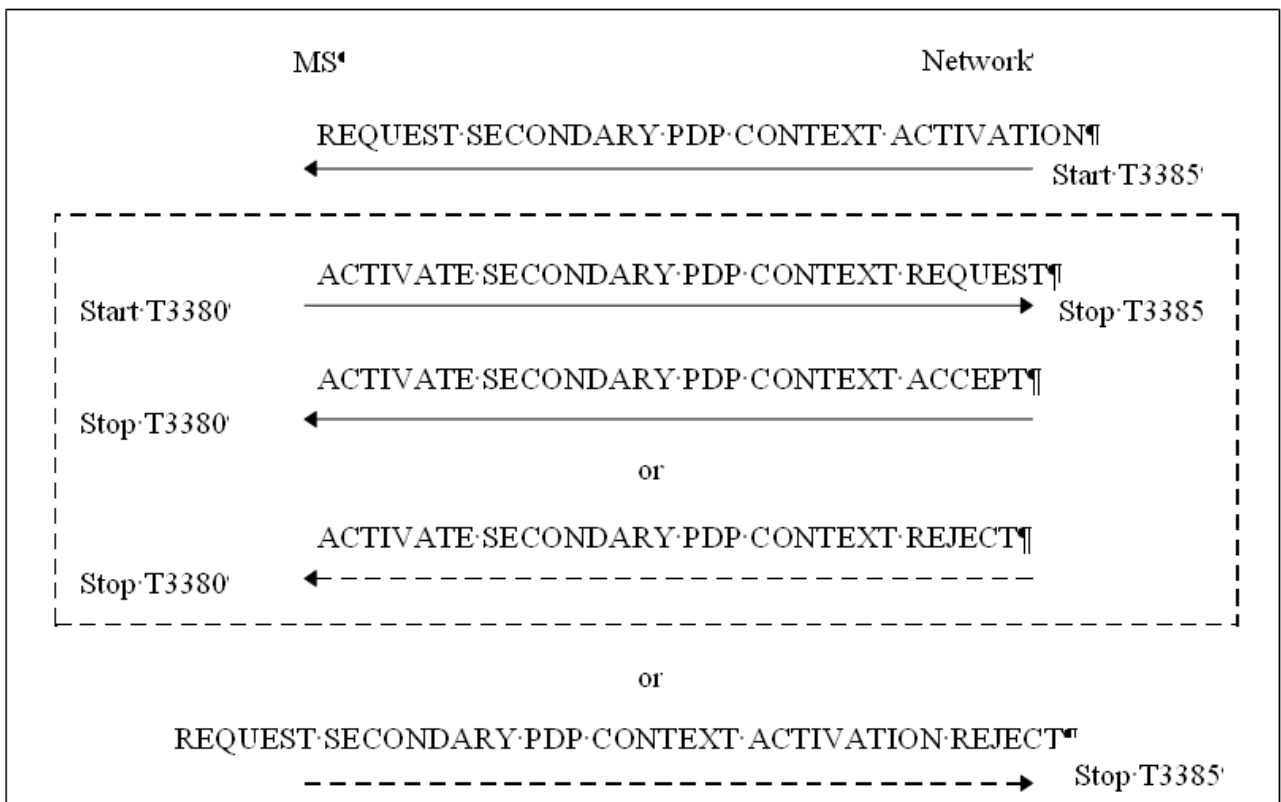 MS Network
REQUEST·SECONDARY·PDP·CONTEXT·ACTIVATION¶
Start·T3385
ACTIVATE·SECONDARY·PDP·CONTEXT·REQUEST¶
Start·T3380 Stop·T3385
ACTIVATE·SECONDARY·PDP·CONTEXT·ACCEPT¶
Stop·T3380
or
ACTIVATE·SECONDARY·PDP·CONTEXT·REJECT¶
Stop·T3380
or
REQUEST·SECONDARY·PDP·CONTEXT·ACTIVATION·REJECT¶
Stop·T3385